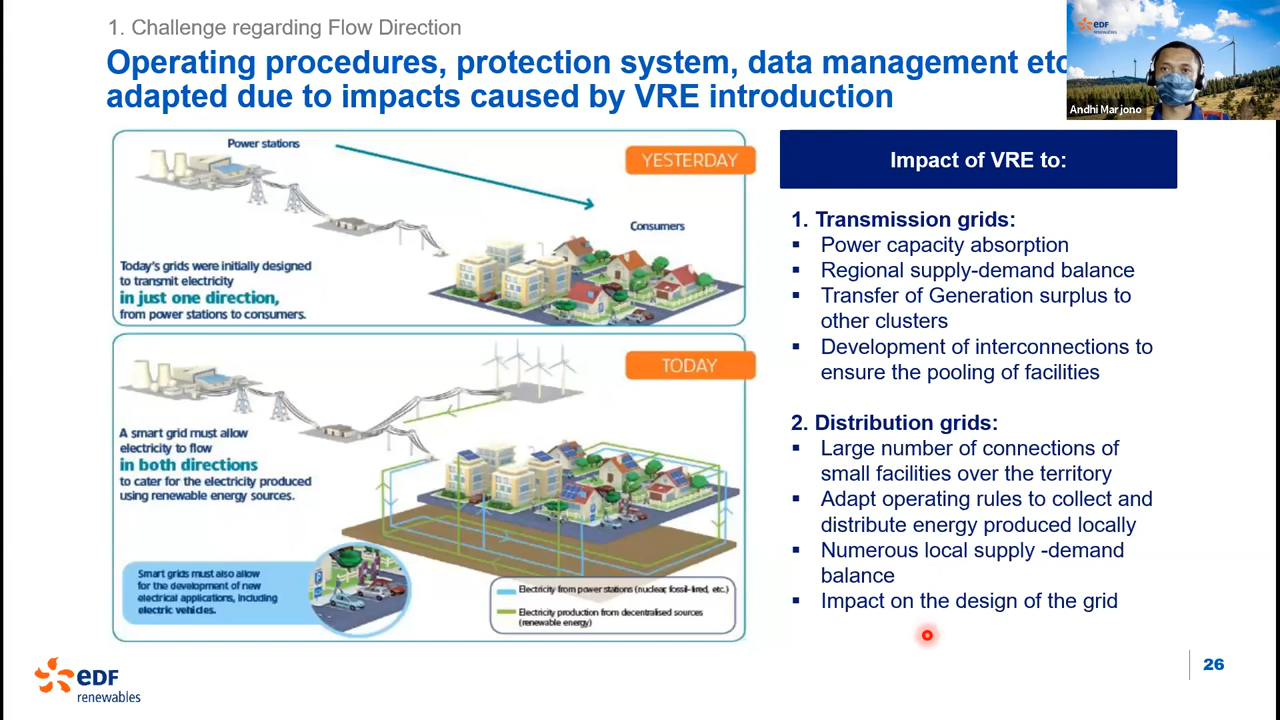 1. Challenge regarding Flow Direction
Operating procedures, protection system, data management etc
adapted due to impacts caused by VRE introduction
edF
renewables
Andhi Marjono
Power stations
YESTERDAY
Consumers
Today's grids were initially designed
to transmit electricity
in just one direction,
from power stations to consumers.
TODAY
A smart grid must allow
electricity to flow
in both directions
to cater for the electricity produced
using renewable energy sources.
Smart grids must also allow
for the development of new
electrical applications, including
electric vehicles.
Electricity from power stations (nuclear, fossil-fired, etc.)
Electricity production from decentralised sources
(renewable energy)
Impact of VRE to:
1. Transmission grids:
▪ Power capacity absorption
▪ Regional supply-demand balance
▪ Transfer of Generation surplus to
other clusters
▪ Development of interconnections to
ensure the pooling of facilities
2. Distribution grids:
▪ Large number of connections of
small facilities over the territory
▪ Adapt operating rules to collect and
distribute energy produced locally
▪ Numerous local supply -demand
balance
▪ Impact on the design of the grid
edF
renewables
26